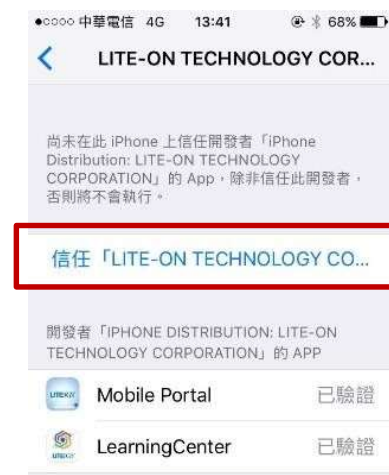 中華電信 4G 13:41 68%
LITE-ON TECHNOLOGY COR...
尚未在此 iPhone 上信任開發者「iPhone
Distribution: LITE-ON TECHNOLOGY
CORPORATION」的 App，除非信任此開發者，
否則將不會執行。
信任「LITE-ON TECHNOLOGY CO...
開發者「IPHONE DISTRIBUTION: LITE-ON
TECHNOLOGY CORPORATION」的 APP
LITEON Mobile Portal 已驗證
LITEON LearningCenter 已驗證